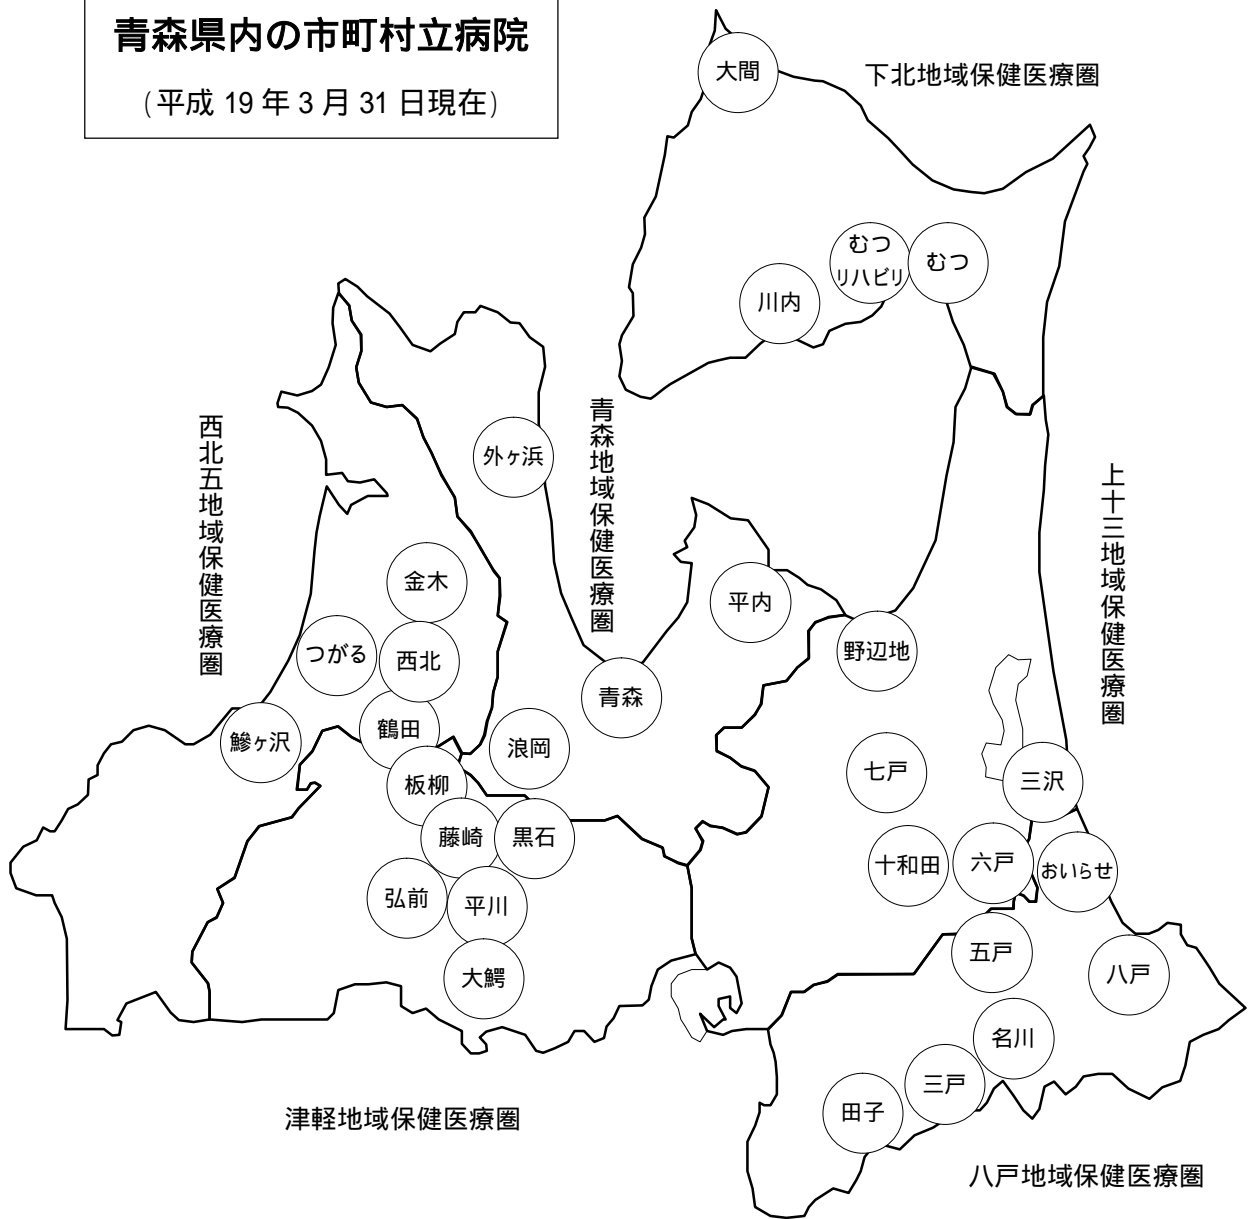 青森県内の市町村立病院
(平成 19 年 3 月 31 日現在)
下北地域保健医療圏
大間
むつ
リハビリ
むつ
川内
西北五地域保健医療圏
青森地域保健医療圏
上十三地域保健医療圏
外ヶ浜
金木
平内
つがる
西北
野辺地
青森
鰺ヶ沢
鶴田
浪岡
七戸
三沢
板柳
藤崎
黒石
十和田
六戸
おいらせ
弘前
平川
五戸
八戸
大鰐
名川
三戸
田子
津軽地域保健医療圏
八戸地域保健医療圏